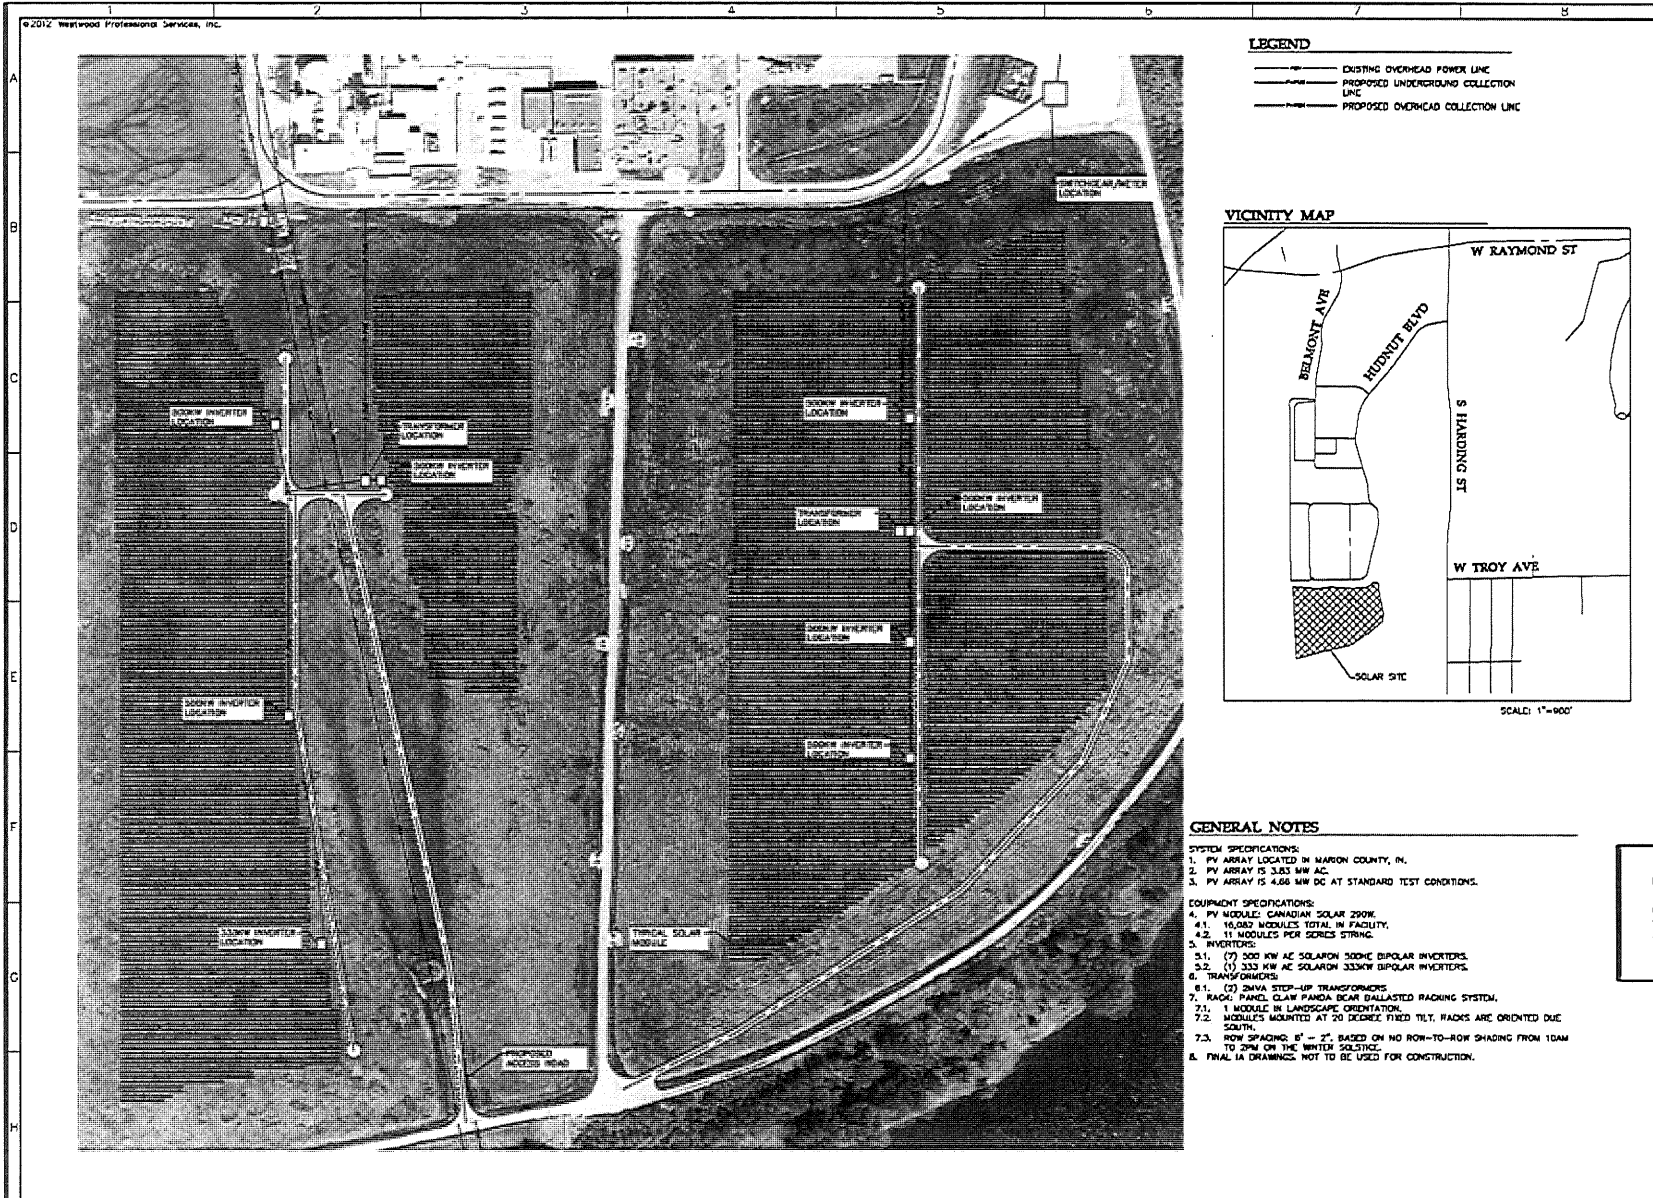 1 2 3 4 5 7 8
©2012 Westwood Professional Services, Inc.
A
B
C
D
E
F
G
H
SWITCHGEAR/METER
LOCATION
500KW INVERTER
LOCATION
TRANSFORMER
LOCATION
500KW INVERTER
LOCATION
500KW INVERTER
LOCATION
500KW INVERTER
LOCATION
TRANSFORMER
LOCATION
500KW INVERTER
LOCATION
500KW INVERTER
LOCATION
500KW INVERTER
LOCATION
333KW INVERTER
LOCATION
TYPICAL SOLAR
MODULE
PROPOSED
ACCESS ROAD
LEGEND
EXISTING OVERHEAD POWER LINE
PROPOSED UNDERGROUND COLLECTION
LINE
PROPOSED OVERHEAD COLLECTION LINE
VICINITY MAP
W RAYMOND ST
BELMONT AVE
HUDNUT BLVD
S HARDING ST
W TROY AVE
SOLAR SITE
SCALE: 1"=900'
GENERAL NOTES
SYSTEM SPECIFICATIONS:
1. PV ARRAY LOCATED IN MARION COUNTY, IN.
2. PV ARRAY IS 3.83 MW AC.
3. PV ARRAY IS 4.66 MW DC AT STANDARD TEST CONDITIONS.
EQUIPMENT SPECIFICATIONS:
4. PV MODULE: CANADIAN SOLAR 290W.
4.1. 16,082 MODULES TOTAL IN FACILITY.
4.2. 11 MODULES PER SERIES STRING.
5. INVERTERS:
5.1. (7) 500 KW AE SOLARON 500KE BIPOLAR INVERTERS.
5.2. (1) 333 KW AE SOLARON 333KW BIPOLAR INVERTERS.
6. TRANSFORMERS:
6.1. (2) 2MVA STEP-UP TRANSFORMERS
7. RACK: PANEL CLAW PANDA BEAR BALLASTED RACKING SYSTEM.
7.1. 1 MODULE IN LANDSCAPE ORIENTATION.
7.2. MODULES MOUNTED AT 20 DEGREE FIXED TILT, RACKS ARE ORIENTED DUE
SOUTH.
7.3. ROW SPACING: 6' - 2", BASED ON NO ROW-TO-ROW SHADING FROM 10AM
TO 2PM ON THE WINTER SOLSTICE.
8. FINAL IA DRAWINGS. NOT TO BE USED FOR CONSTRUCTION.